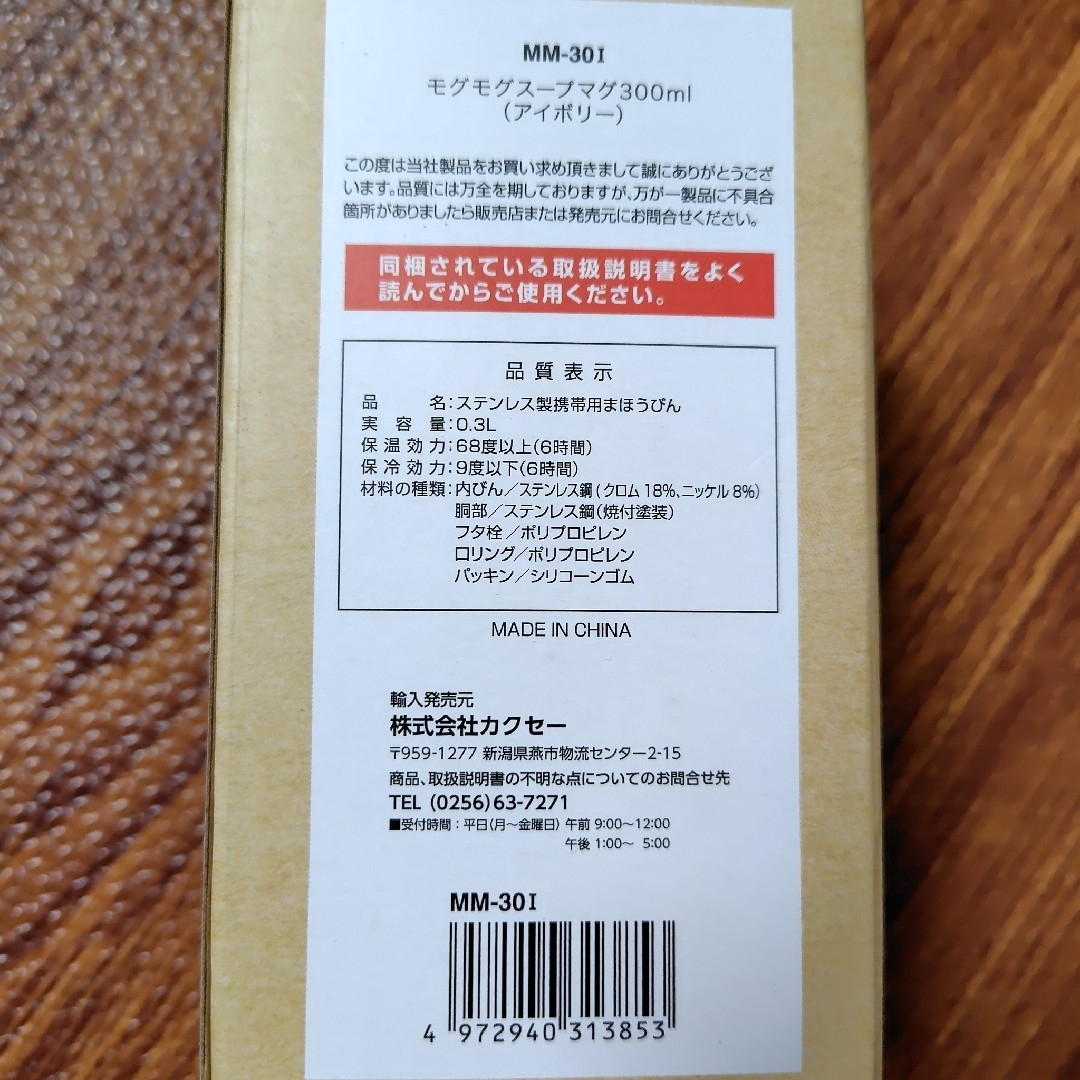 MM-30I
モグモグスープマグ300ml
(アイボリー)
この度は当社製品をお買い求め頂きまして誠にありがとうござ
います。品質には万全を期しておりますが、万が一製品に不具合
箇所がありましたら販売店または発売元にお問合せください。
同梱されている取扱説明書をよく
読んでからご使用ください。
品質表示
品名:ステンレス製携帯用まほうびん
実容量:0.3L
保温効力:68度以上(6時間)
保冷効力:9度以下(6時間)
材料の種類:内びん/ステンレス鋼(クロム18%、ニッケル8%)
胴部/ステンレス鋼(焼付塗装)
フタ栓/ポリプロピレン
口リング/ポリプロピレン
パッキン/シリコーンゴム
MADE IN CHINA
輸入発売元
株式会社カクセー
〒959-1277 新潟県燕市物流センター2-15
商品、取扱説明書の不明な点についてのお問合せ先
TEL (0256)63-7271
■受付時間:平日(月~金曜日) 午前 9:00~12:00
午後 1:00~ 5:00
MM-30I
4 972940 313853